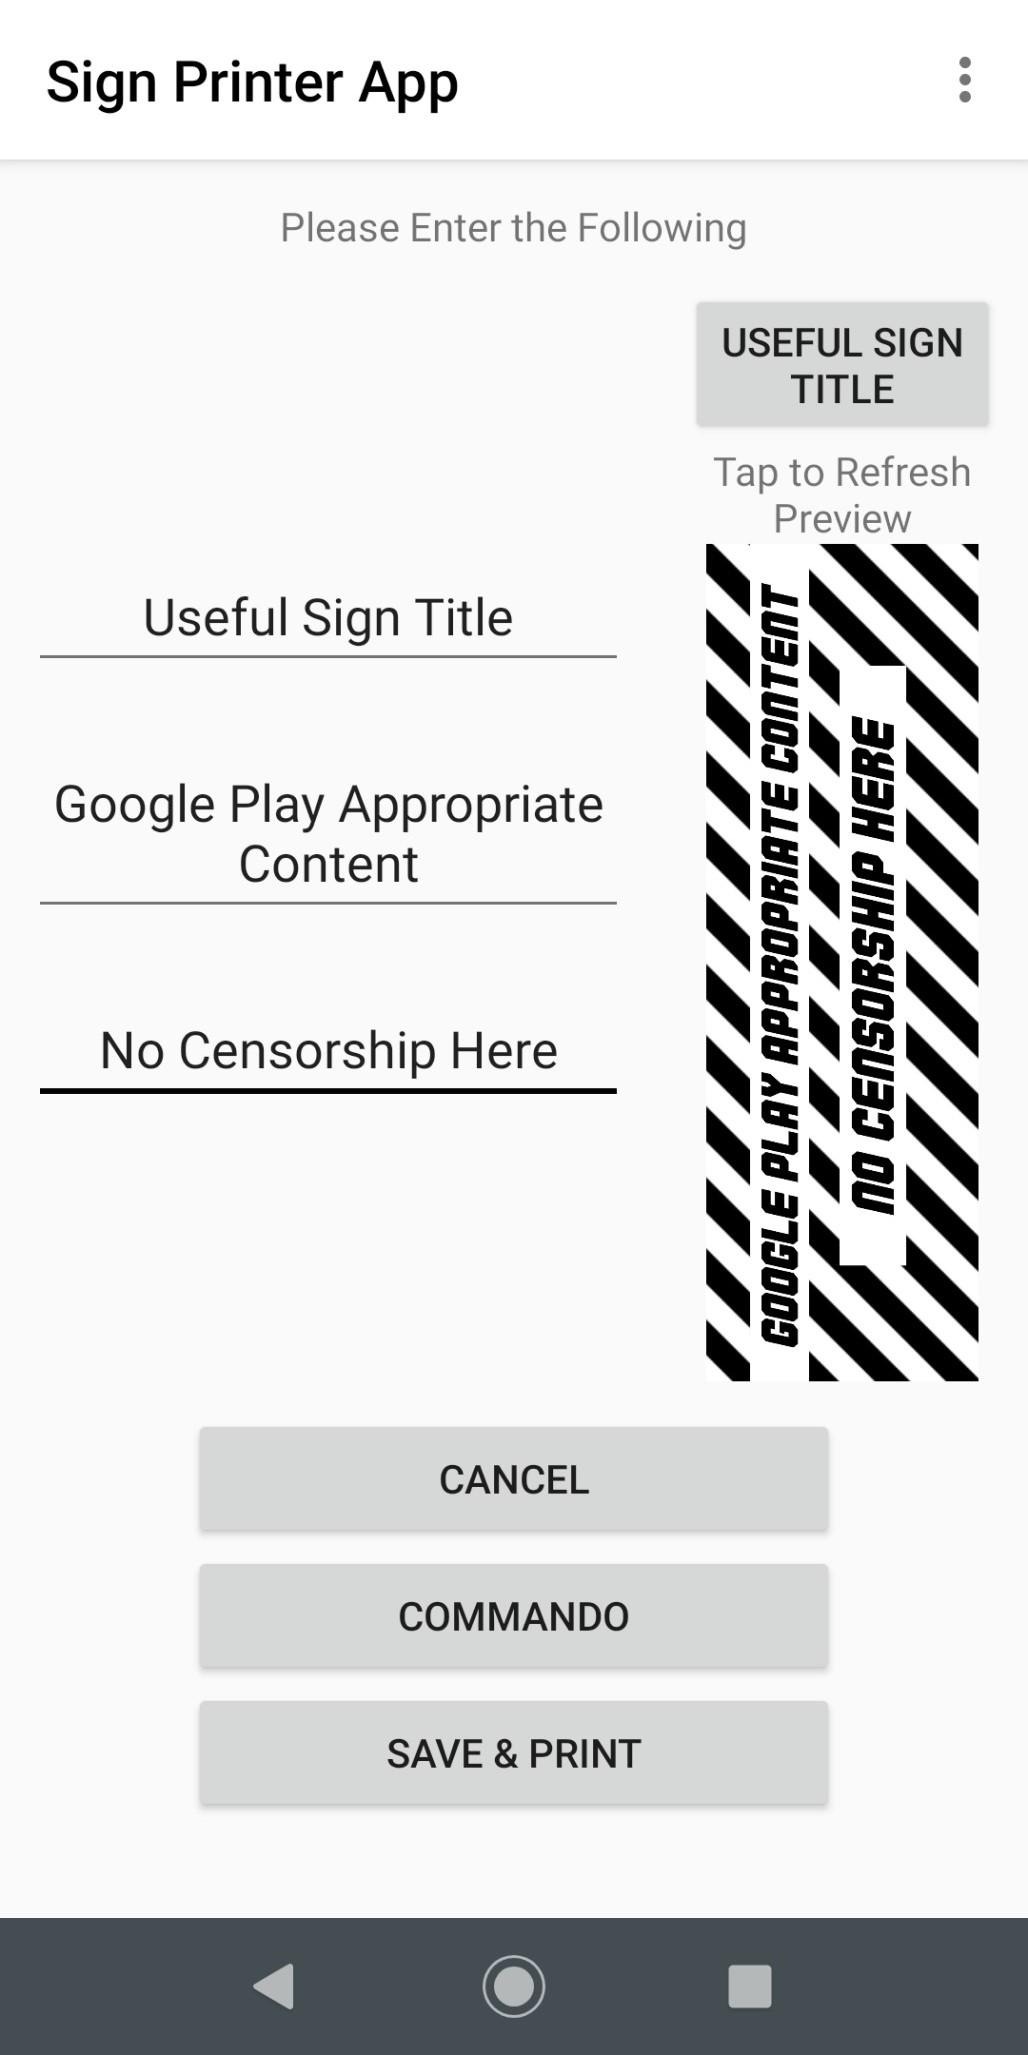 Sign Printer App
Please Enter the Following
USEFUL SIGN
TITLE
Tap to Refresh
Preview
Useful Sign Title
Google Play Appropriate
Content
No Censorship Here
GOOGLE PLAY APPROPRIATE CONTENT
NO CENSORSHIP HERE
CANCEL
COMMANDO
SAVE & PRINT